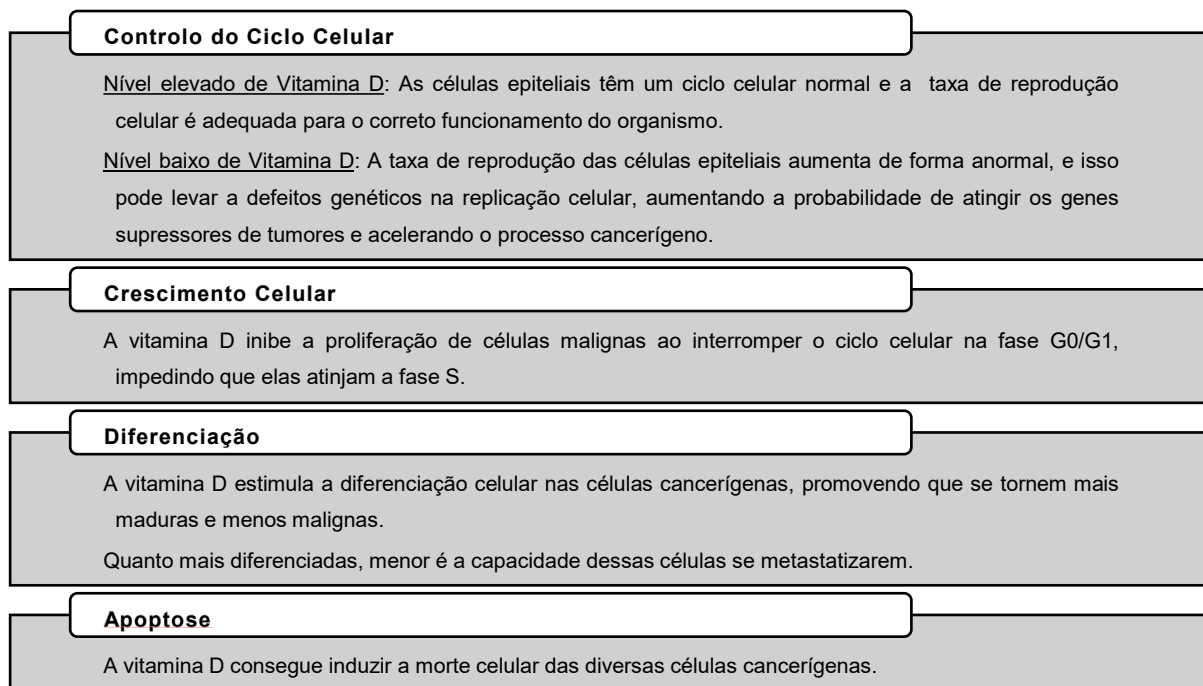 Controlo do Ciclo Celular
Nível elevado de Vitamina D: As células epiteliais têm um ciclo celular normal e a taxa de reprodução
celular é adequada para o correto funcionamento do organismo.
Nível baixo de Vitamina D: A taxa de reprodução das células epiteliais aumenta de forma anormal, e isso
pode levar a defeitos genéticos na replicação celular, aumentando a probabilidade de atingir os genes
supressores de tumores e acelerando o processo cancerígeno.
Crescimento Celular
A vitamina D inibe a proliferação de células malignas ao interromper o ciclo celular na fase G0/G1,
impedindo que elas atinjam a fase S.
Diferenciação
A vitamina D estimula a diferenciação celular nas células cancerígenas, promovendo que se tornem mais
maduras e menos malignas.
Quanto mais diferenciadas, menor é a capacidade dessas células se metastatizarem.
Apoptose
A vitamina D consegue induzir a morte celular das diversas células cancerígenas.